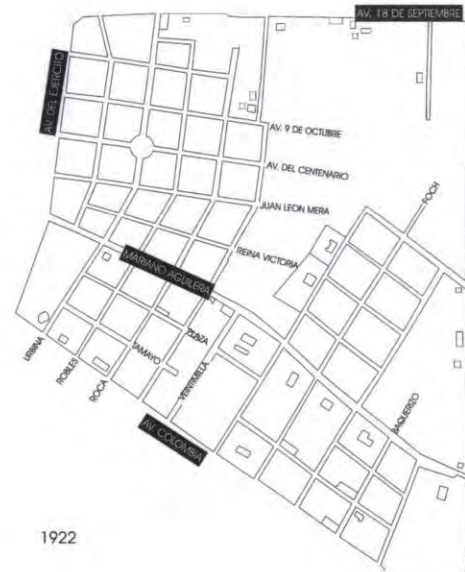 AV. 18 DE SEPTIEMBRE
AV. DEL EJERCITO
AV. 9 DE OCTUBRE
AV. DEL CENTENARIO
JUAN LEON MERA
FOCH
REINA VICTORIA
MARIANO AGUILERA
URBINA
ROBLES
ROCA
TAMAYO
PLAZA
VEINTIMILLA
BAQUERIZO
AV. COLOMBIA
1922